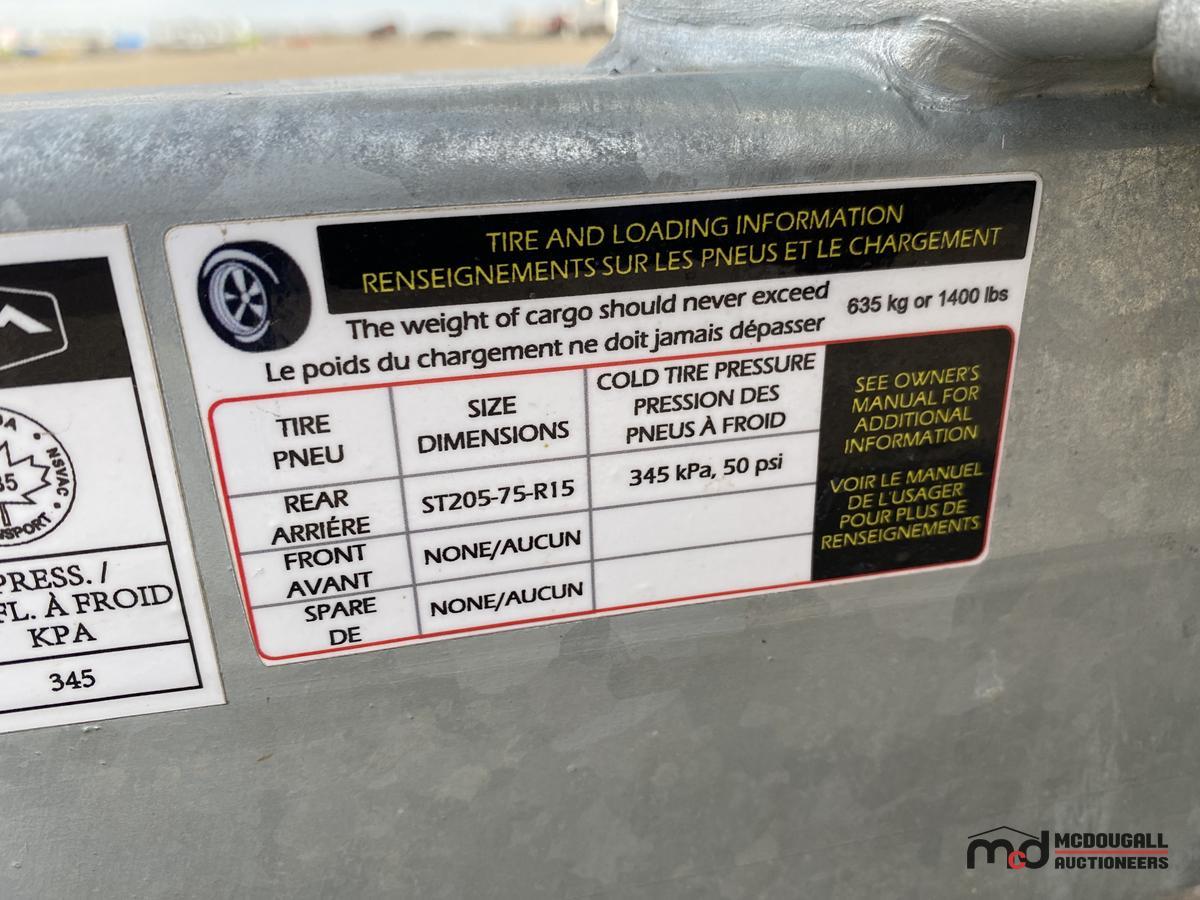 TIRE AND LOADING INFORMATION
RENSEIGNEMENTS SUR LES PNEUS ET LE CHARGEMENT
The weight of cargo should never exceed
Le poids du chargement ne doit jamais dépasser
635 kg or 1400 lbs
TIRE
PNEU
SIZE
DIMENSIONS
COLD TIRE PRESSURE
PRESSION DES
PNEUS À FROID
REAR
ARRIÉRE
ST205-75-R15
345 kPa, 50 psi
FRONT
AVANT
NONE/AUCUN
SPARE
DE
NONE/AUCUN
SEE OWNER'S
MANUAL FOR
ADDITIONAL
INFORMATION
VOIR LE MANUEL
DE L'USAGER
POUR PLUS DE
RENSEIGNEMENTS
NSVAC
PRESS. /
FL. À FROID
KPA
345
mcd MCDOUGALL
AUCTIONEERS